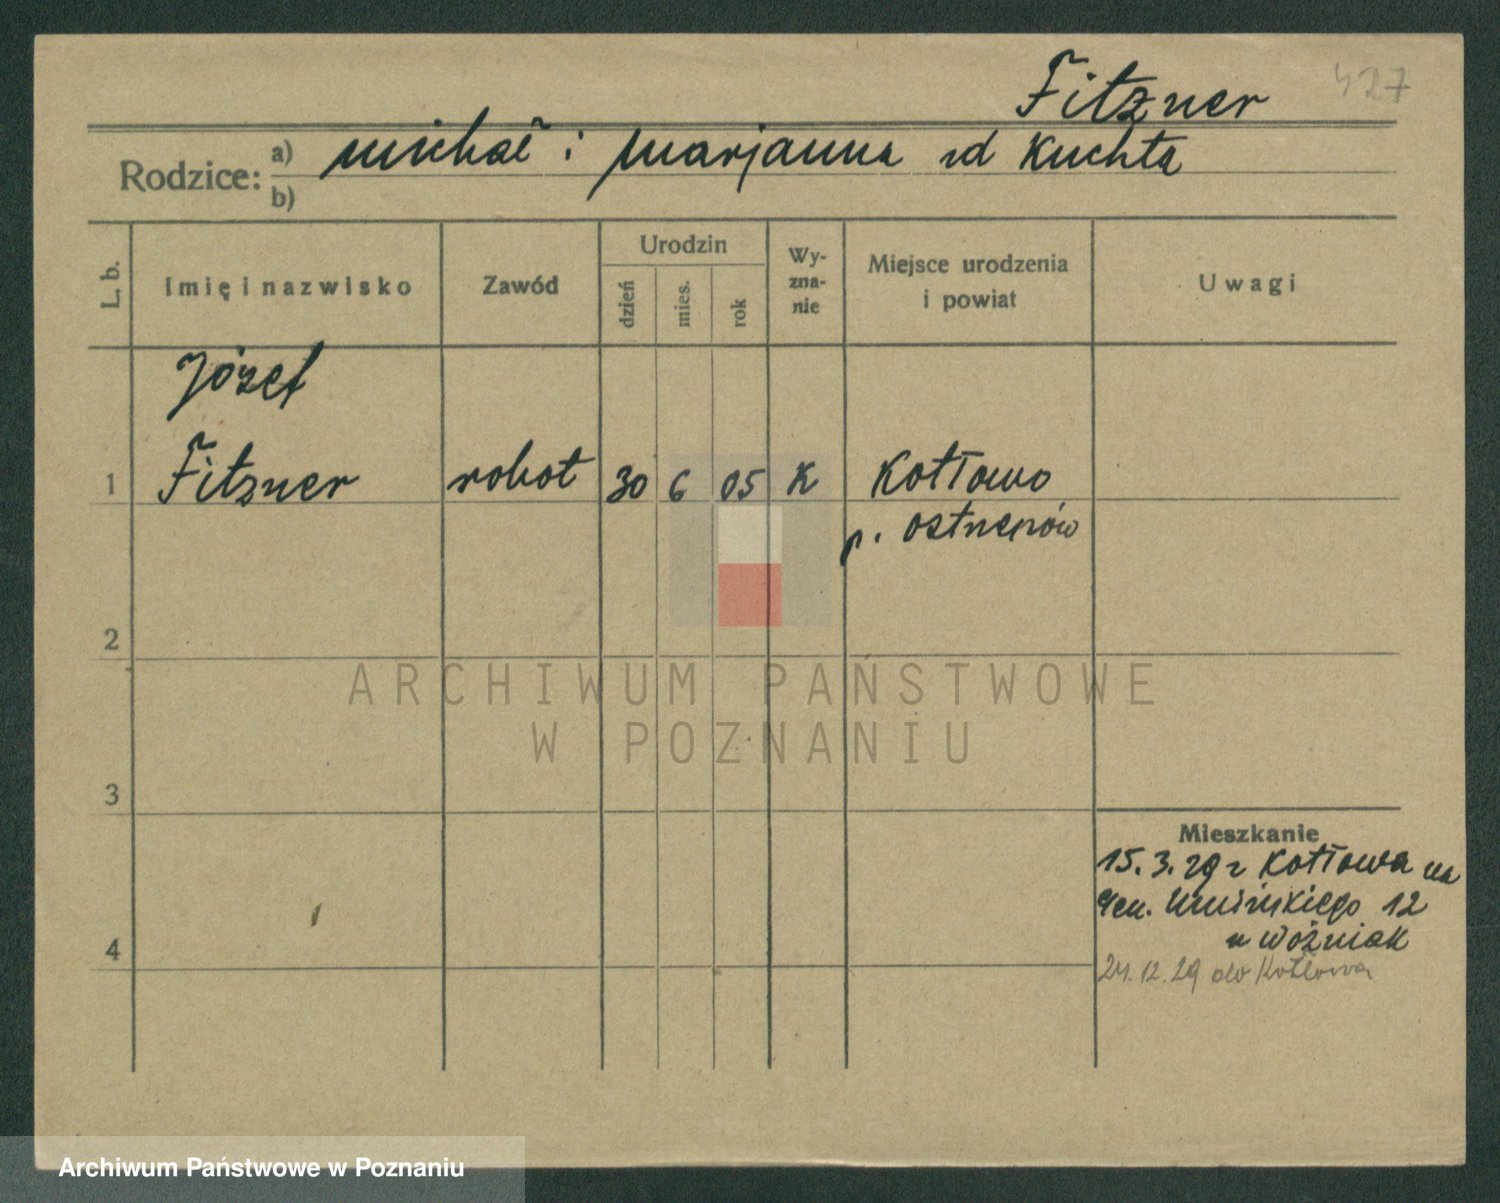 Fitzner 427
Rodzice: a) Michał i Marjanna zd Kuchta
b)
L. b. Imię i nazwisko Zawód Urodzin dzień mies. rok Wy-zna-nie Miejsce urodzenia i powiat Uwagi
Józef
1 Fitzner robot 30 6 05 K Kotłowo
p. Ostrzeszów
2
3
Mieszkanie
15.3.29 z Kotłowa na
Gen. Umińskiego 12
u Woźniak
4
24.12.29 do Kotłowa
ARCHIWUM PAŃSTWOWE
W POZNANIU
Archiwum Państwowe w Poznaniu